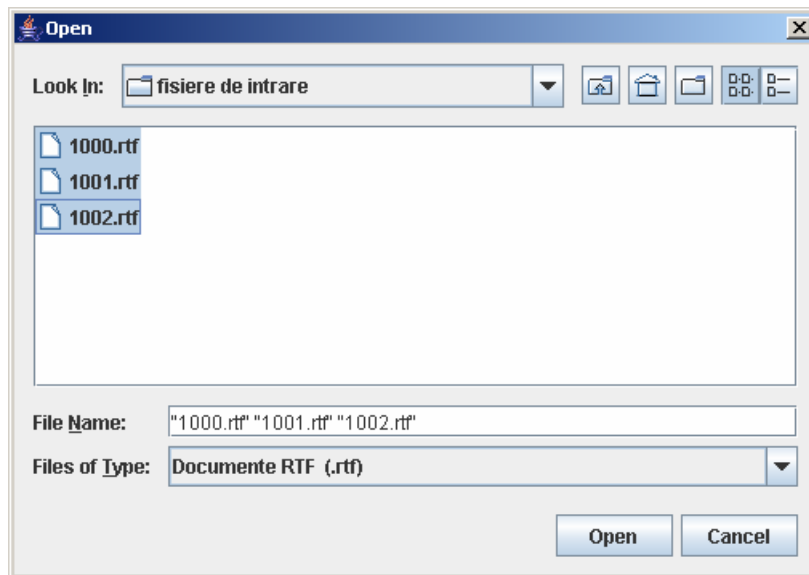 Open
Look In: fisiere de intrare
1000.rtf
1001.rtf
1002.rtf
File Name: "1000.rtf" "1001.rtf" "1002.rtf"
Files of Type: Documente RTF (.rtf)
Open Cancel